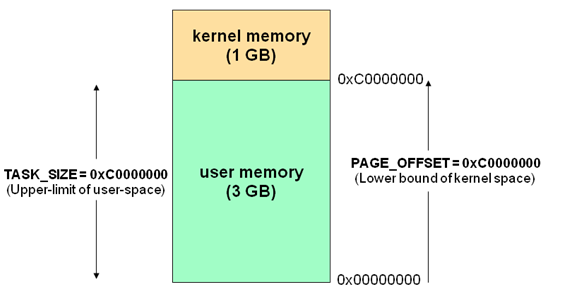 kernel memory
(1 GB)
0xC0000000
user memory
(3 GB)
TASK_SIZE = 0xC0000000
(Upper-limit of user-space)
PAGE_OFFSET = 0xC0000000
(Lower bound of kernel space)
0x00000000